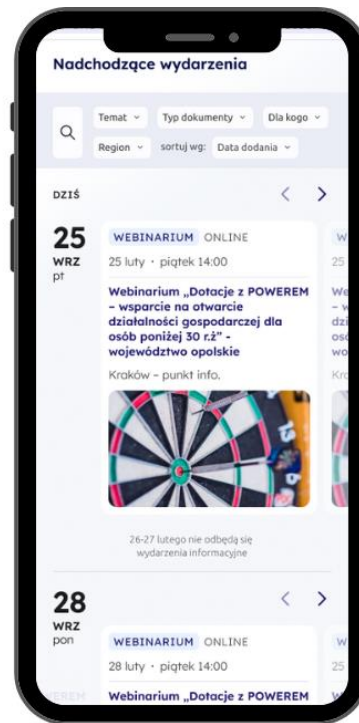 Nadchodzące wydarzenia
Temat Typ dokumenty Dla kogo
Region sortuj wg: Data dodania
DZIŚ
25
WRZ
pt
WEBINARIUM ONLINE
25 luty · piątek 14:00
Webinarium „Dotacje z POWEREM
– wsparcie na otwarcie
działalności gospodarczej dla
osób poniżej 30 r.ż” -
województwo opolskie
Kraków – punkt info.
26-27 lutego nie odbędą się
wydarzenia informacyjne
28
WRZ
pon
WEBINARIUM ONLINE
28 luty · piątek 14:00
Webinarium „Dotacje z POWEREM